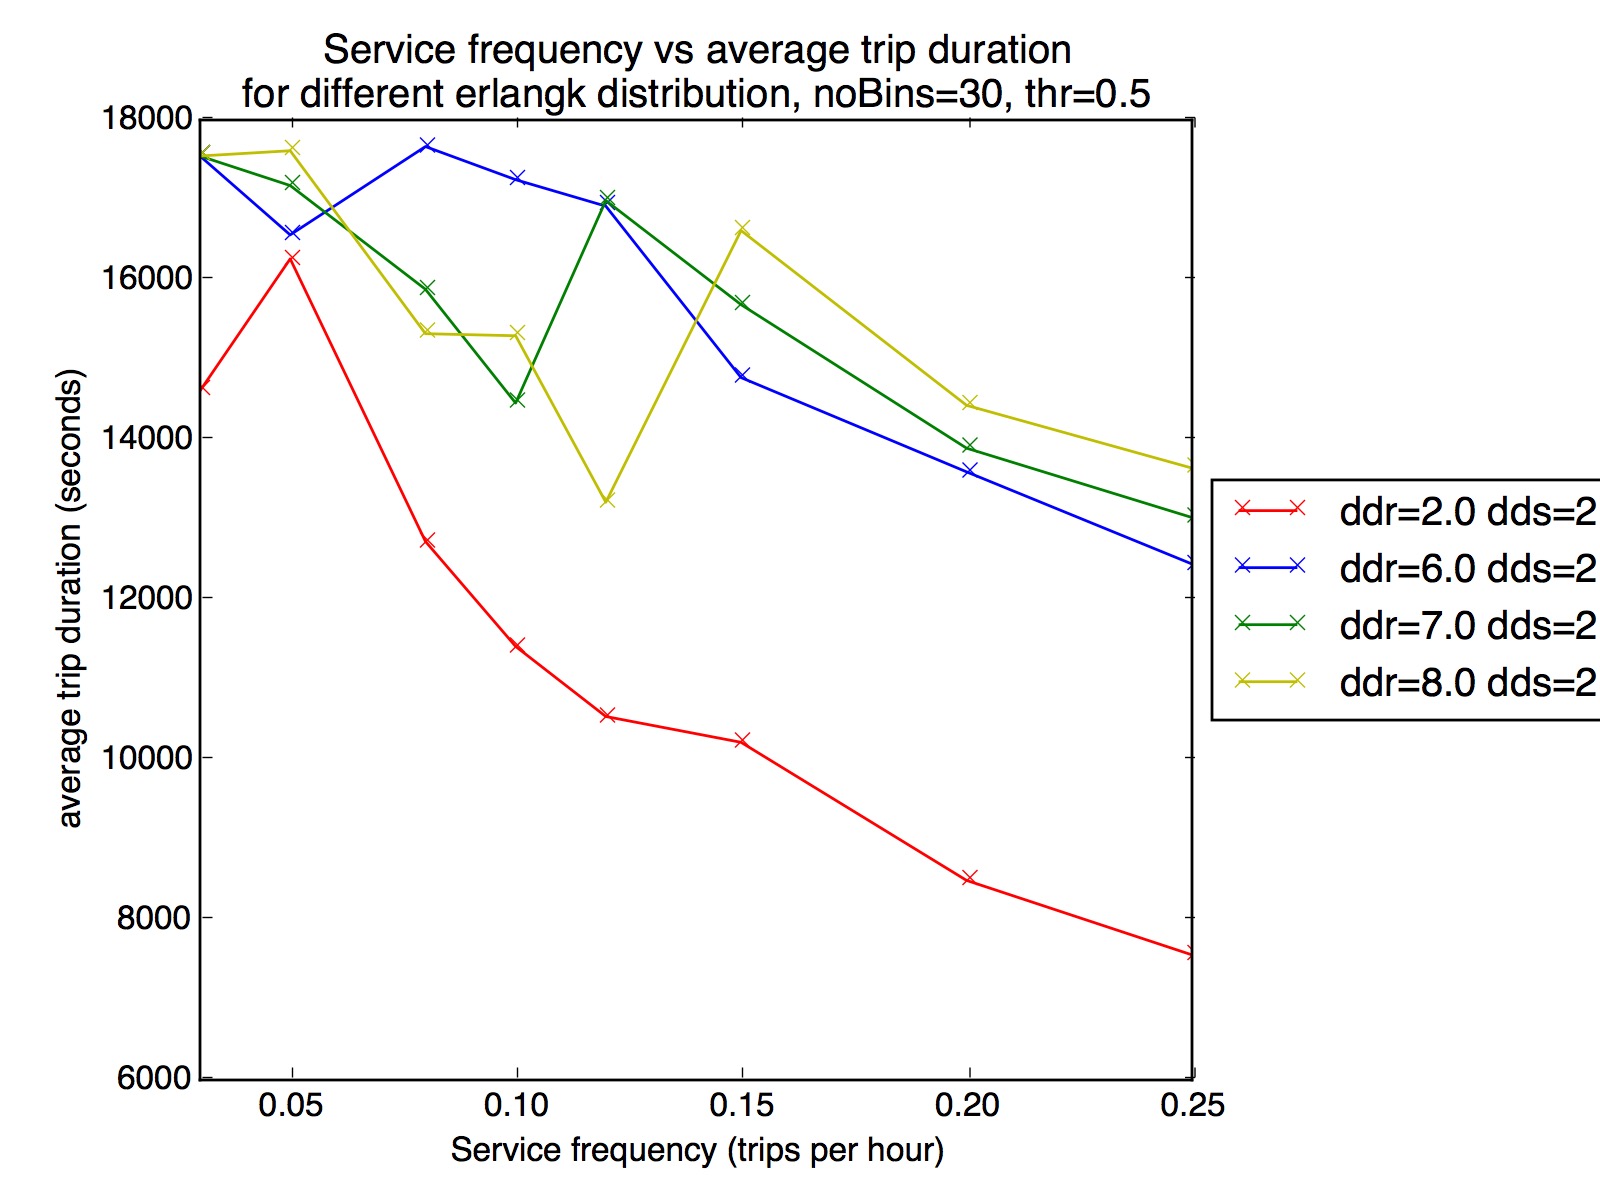 Service frequency vs average trip duration
for different erlangk distribution, noBins=30, thr=0.5
18000
16000
14000
12000
10000
8000
6000
average trip duration (seconds)
0.05 0.10 0.15 0.20 0.25
Service frequency (trips per hour)
ddr=2.0 dds=2
ddr=6.0 dds=2
ddr=7.0 dds=2
ddr=8.0 dds=2